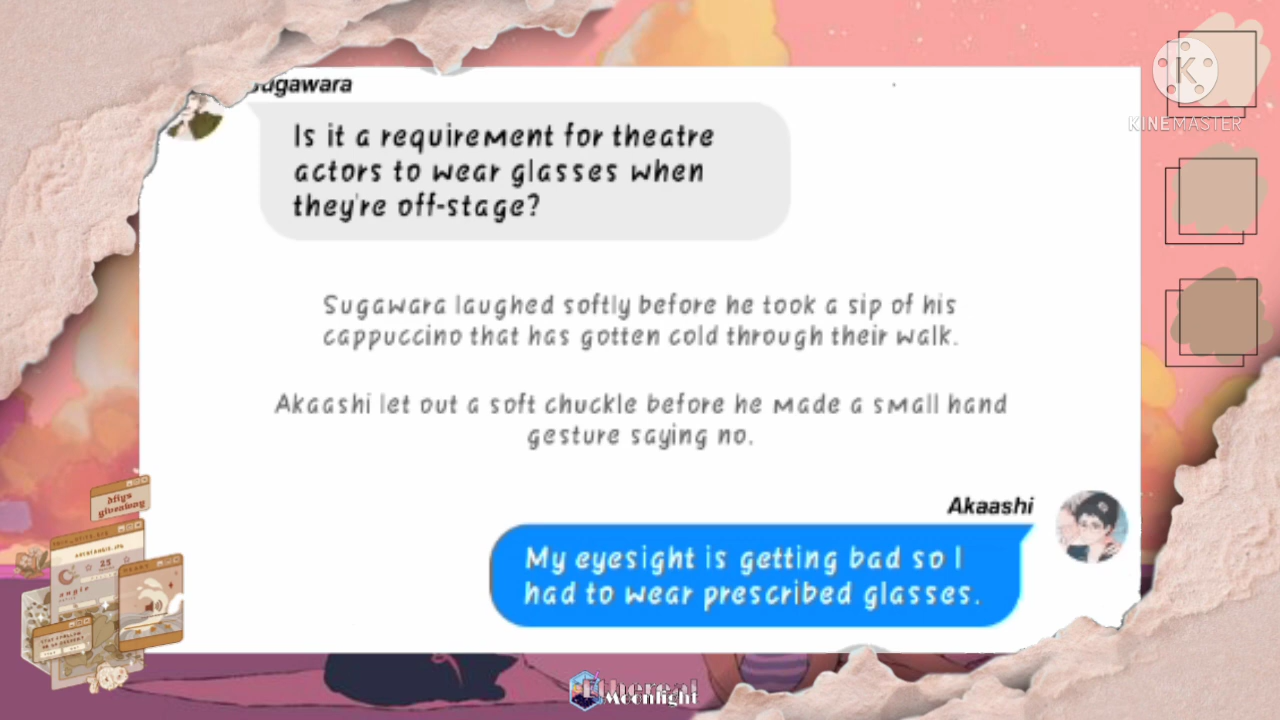 Sugawara
KINEMASTER
Is it a requirement for theatre
actors to wear glasses when
they're off-stage?
Sugawara laughed softly before he took a sip of his
cappuccino that has gotten cold through their walk.
Akaashi let out a soft chuckle before he made a small hand
gesture saying no.
Akaashi
My eyesight is getting bad so I
had to wear prescribed glasses.
giveaway
25
angie
Ethereal
Moonlight